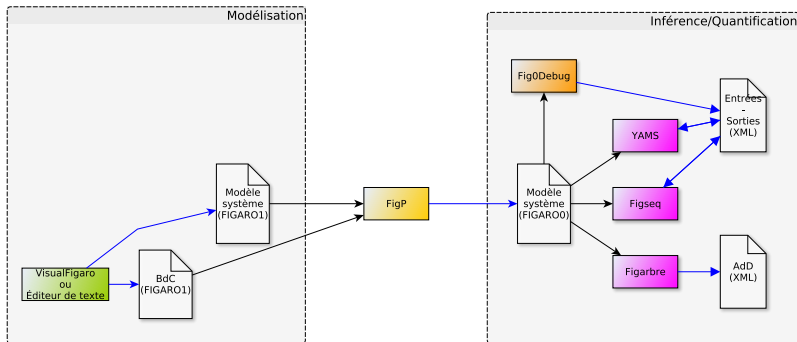 Modélisation
Inférence/Quantification
Fig0Debug
Entrées
-
Sorties
(XML)
YAMS
Modèle
système
(FIGARO1)
FigP
Modèle
système
(FIGARO0)
Figseq
VisualFigaro
ou
Éditeur de texte
BdC
(FIGARO1)
Figarbre
AdD
(XML)